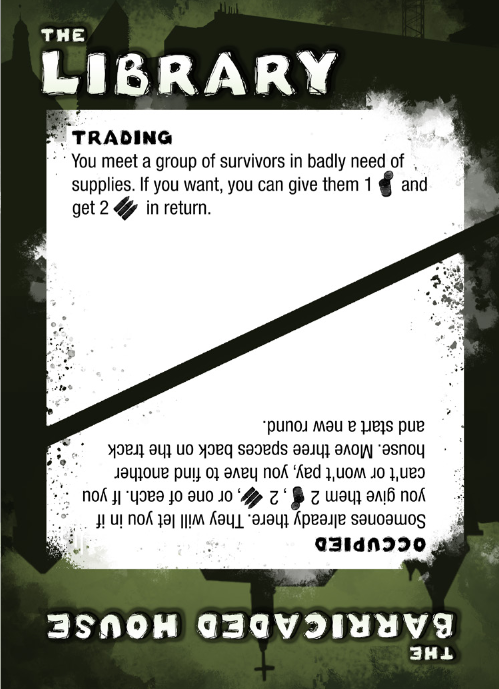 THE
LIBRARY
TRADING
You meet a group of survivors in badly need of
supplies. If you want, you can give them 1 and
get 2 in return.
THE
BARRICADED HOUSE
OCCUPIED
Someones already there. They will let you in if
you give them 2 , 2 , or one of each. If you
can't or won't pay, you have to find another
house. Move three spaces back on the track
and start a new round.